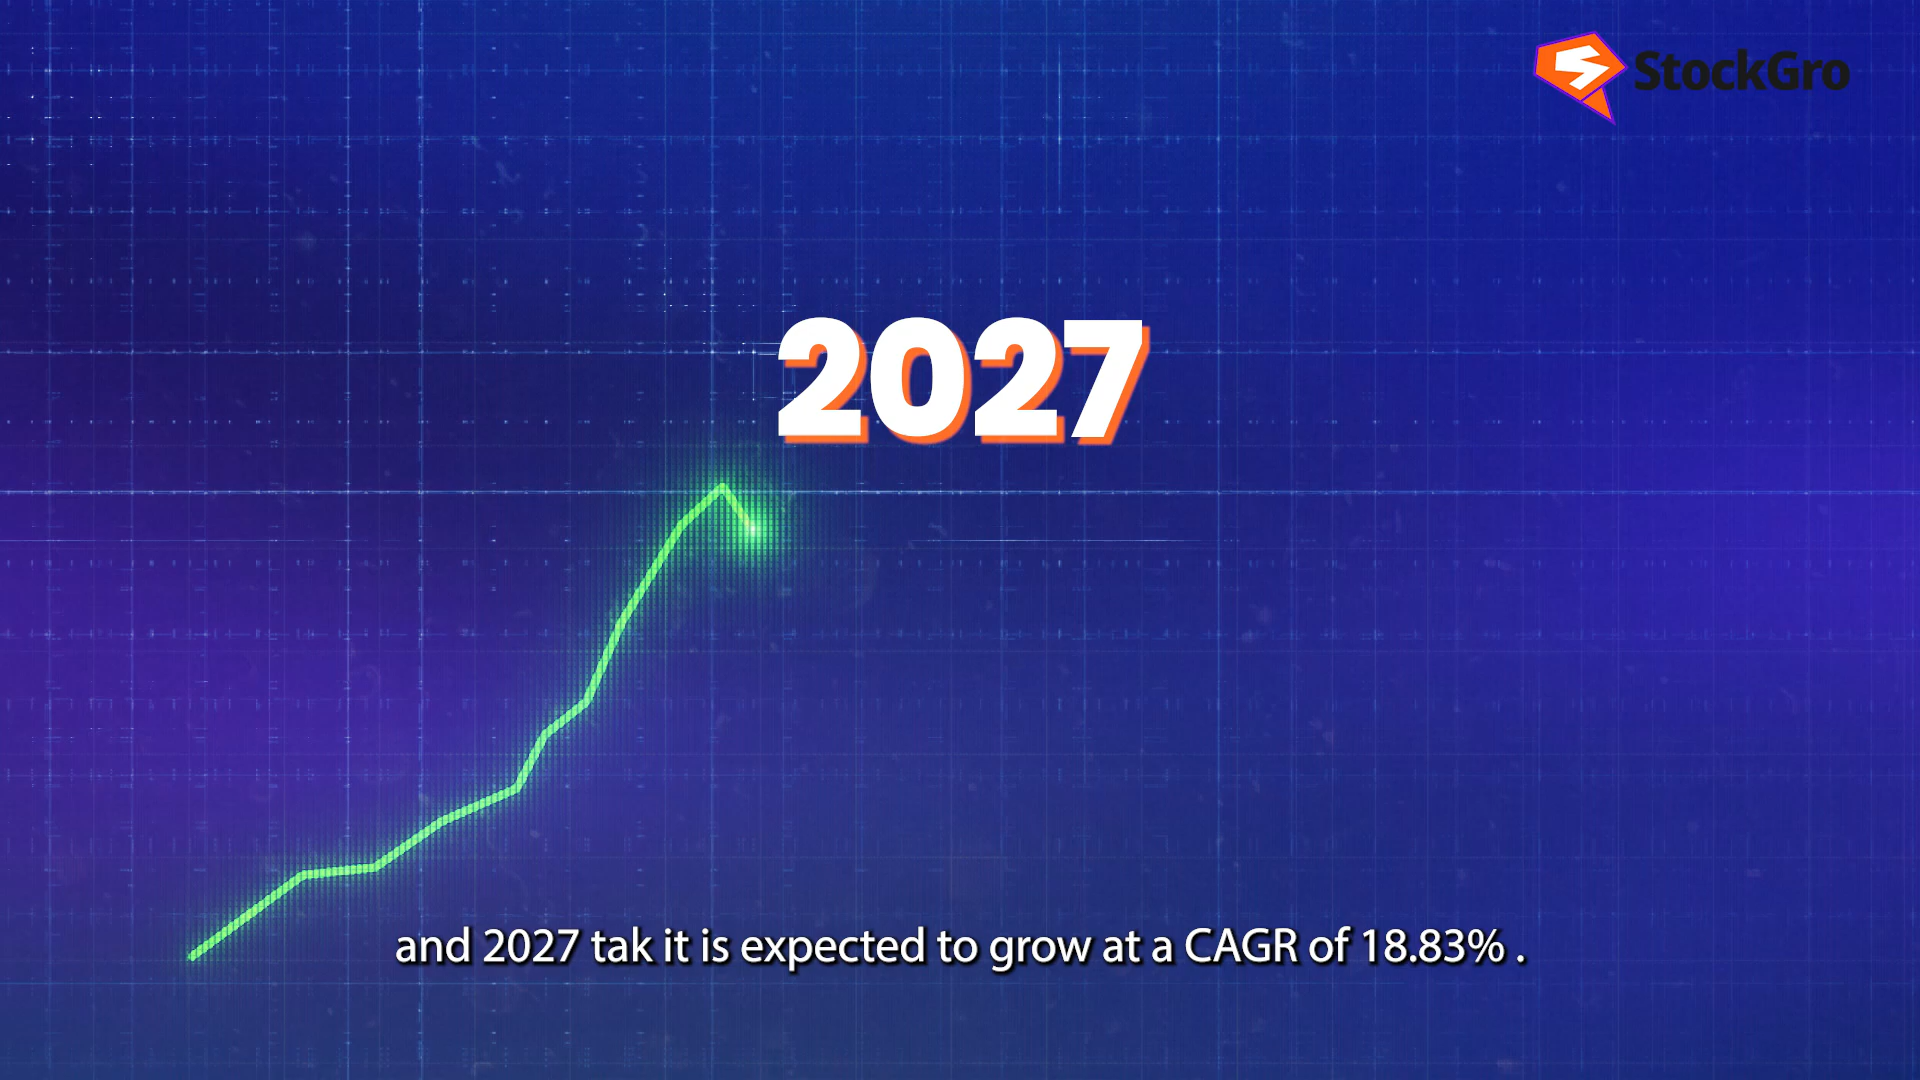 StockGro
2027
and 2027 tak it is expected to grow at a CAGR of 18.83% .